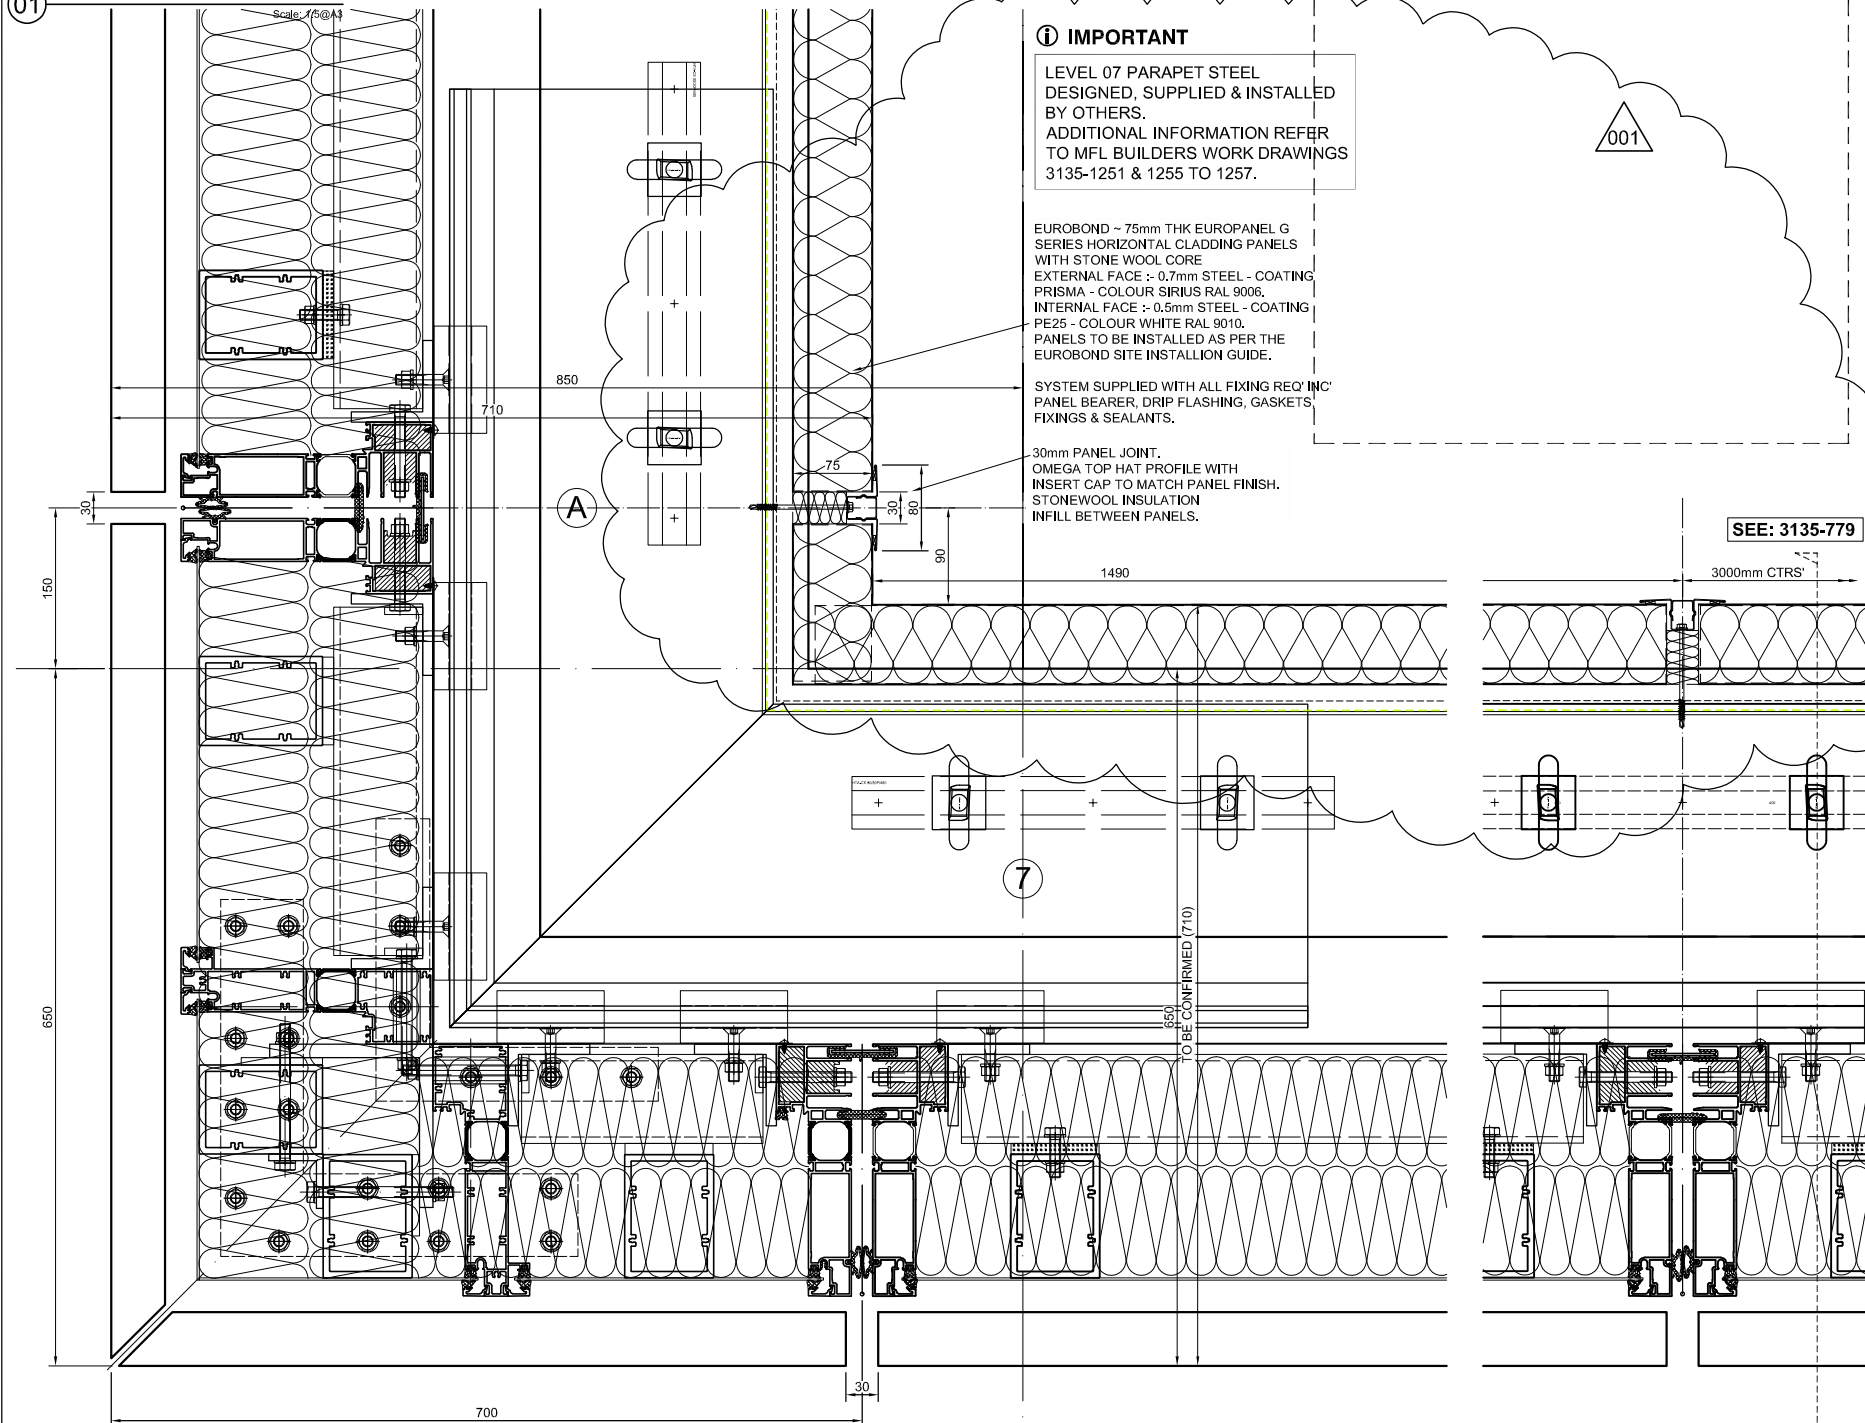 01
Scale: 1:5@A3
ⓘ IMPORTANT
LEVEL 07 PARAPET STEEL
DESIGNED, SUPPLIED & INSTALLED
BY OTHERS.
ADDITIONAL INFORMATION REFER
TO MFL BUILDERS WORK DRAWINGS
3135-1251 & 1255 TO 1257.
001
EUROBOND ~ 75mm THK EUROPANEL G
SERIES HORIZONTAL CLADDING PANELS
WITH STONE WOOL CORE
EXTERNAL FACE :- 0.7mm STEEL - COATING
PRISMA - COLOUR SIRIUS RAL 9006.
INTERNAL FACE :- 0.5mm STEEL - COATING
PE25 - COLOUR WHITE RAL 9010.
PANELS TO BE INSTALLED AS PER THE
EUROBOND SITE INSTALLION GUIDE.
SYSTEM SUPPLIED WITH ALL FIXING REQ' INC'
PANEL BEARER, DRIP FLASHING, GASKETS,
FIXINGS & SEALANTS.
30mm PANEL JOINT.
OMEGA TOP HAT PROFILE WITH
INSERT CAP TO MATCH PANEL FINISH.
STONEWOOL INSULATION
INFILL BETWEEN PANELS.
850
710
75
30
A
30
80
90
SEE: 3135-779
1490
3000mm CTRS'
150
7
650
650
TO BE CONFIRMED (710)
30
700